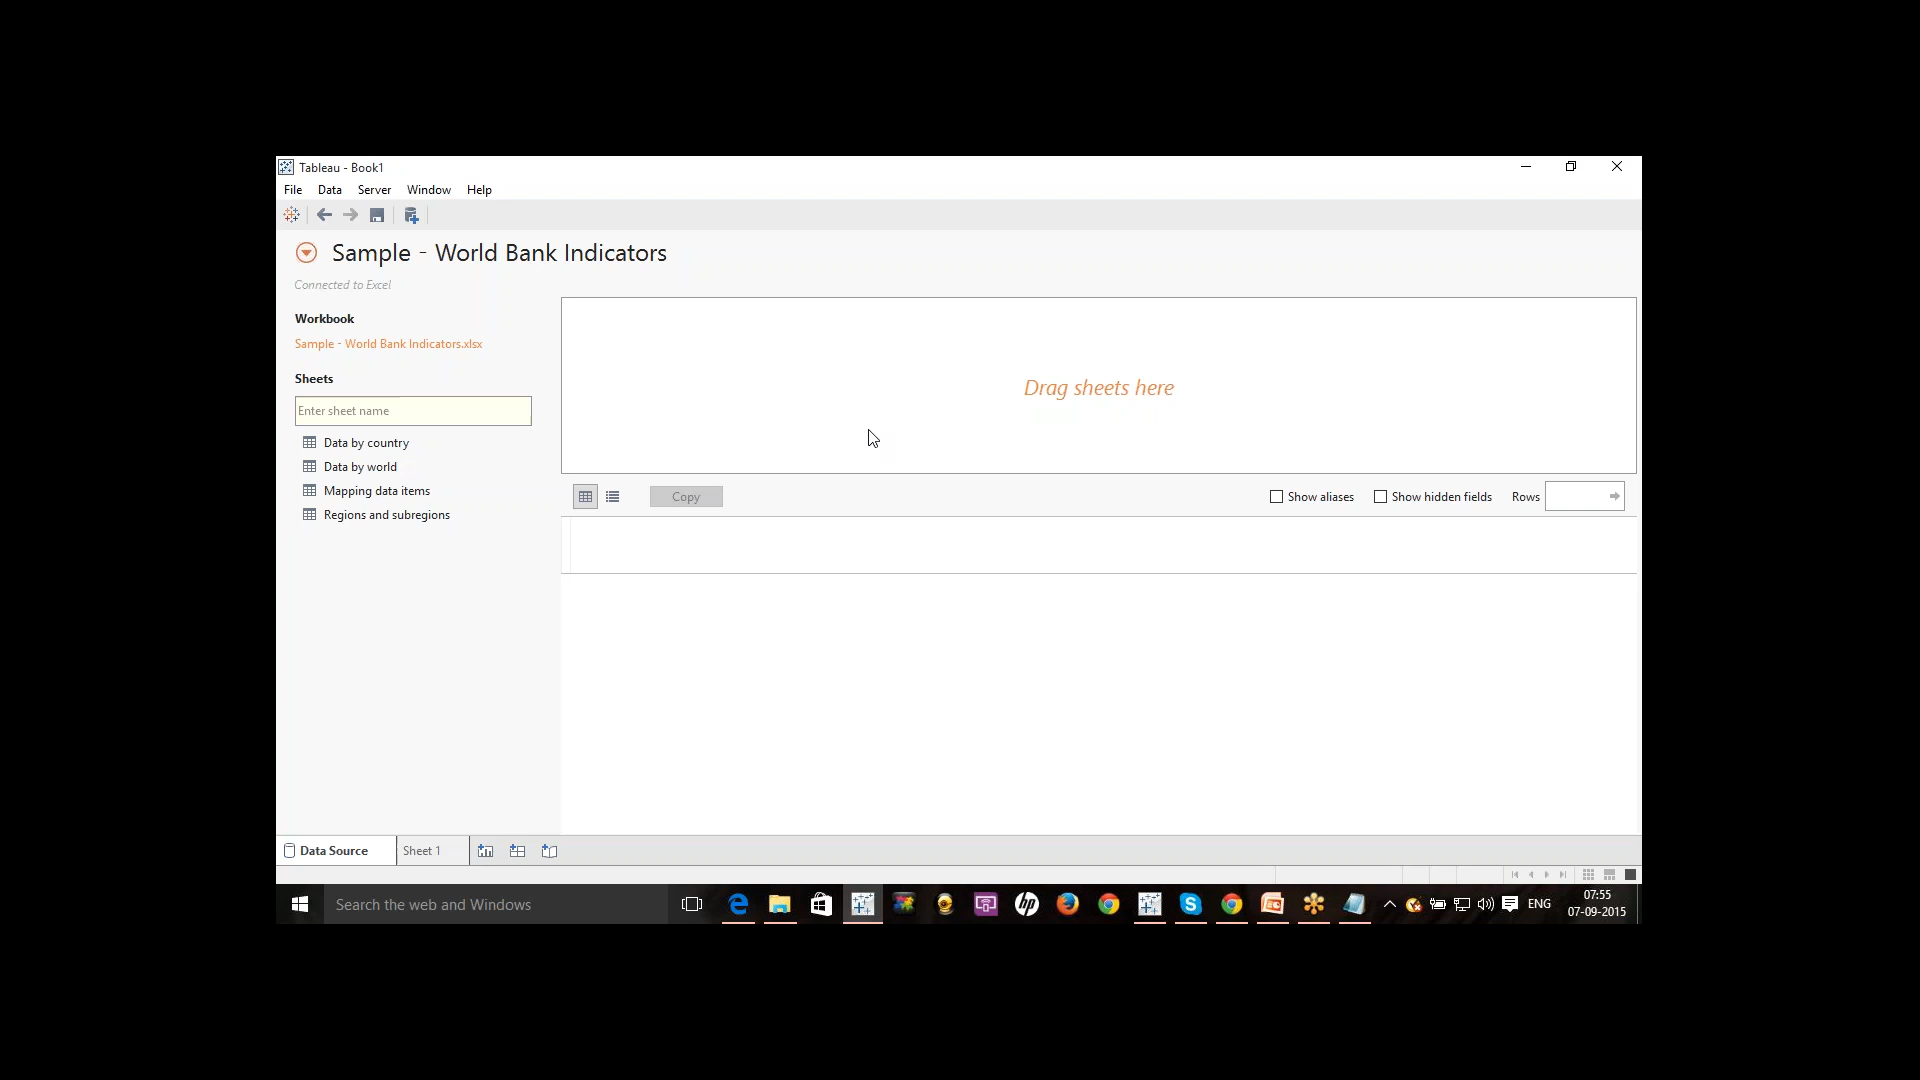 Tableau - Book1
File Data Server Window Help
Sample - World Bank Indicators
Connected to Excel
Workbook
Sample - World Bank Indicators.xlsx
Sheets
Enter sheet name
Data by country
Data by world
Mapping data items
Regions and subregions
Drag sheets here
Copy
Show aliases
Show hidden fields
Rows
Data Source
Sheet 1
Search the web and Windows
hp
ENG
07:55
07-09-2015